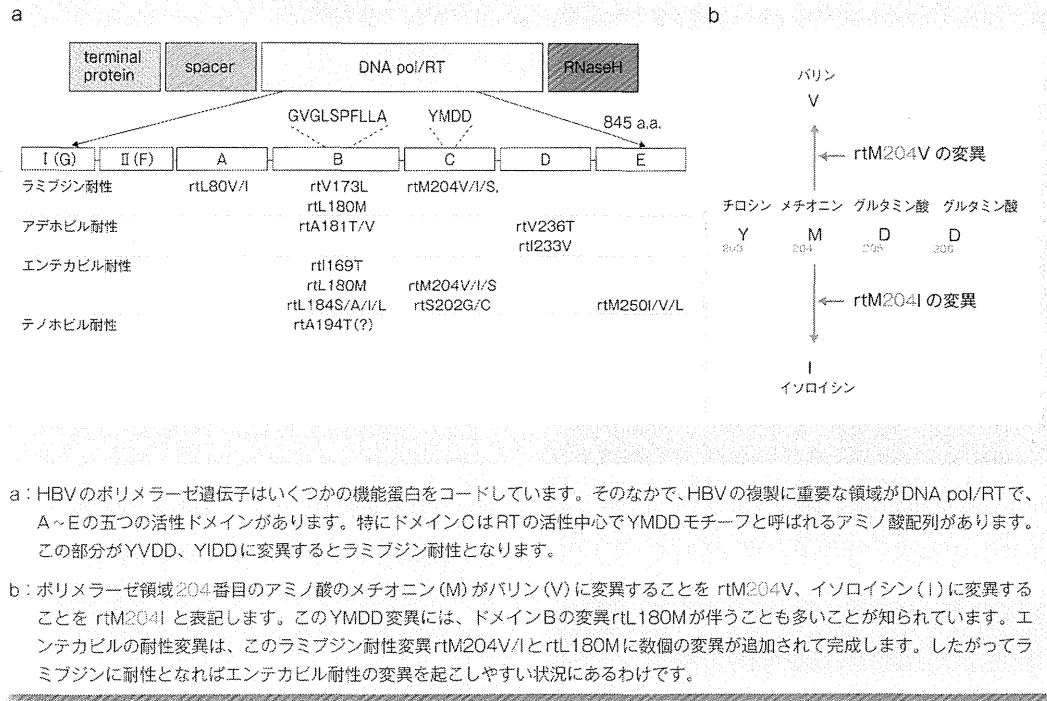 a
terminal protein
spacer
DNA pol/RT
RNaseH
GVGLSPFLLA
YMDD
845 a.a.
I (G)
II (F)
A
B
C
D
E
ラミブジン耐性 rtL80V/I rtV173L rtM204V/I/S,
rtL180M
アデホビル耐性 rtA181T/V rtV236T
rtI233V
エンテカビル耐性 rtI169T
rtL180M rtM204V/I/S
rtL184S/A/I/L rtS202G/C rtM250I/V/L
テノホビル耐性 rtA194T(?)
b
バリン
V
rtM204V の変異
チロシン メチオニン グルタミン酸 グルタミン酸
Y M D D
203 204 205 206
rtM204I の変異
I
イソロイシン
a：HBVのポリメラーゼ遺伝子はいくつかの機能蛋白をコードしています。そのなかで、HBVの複製に重要な領域がDNA pol/RTで、
A～Eの五つの活性ドメインがあります。特にドメインCはRTの活性中心でYMDDモチーフと呼ばれるアミノ酸配列があります。
この部分がYVDD、YIDDに変異するとラミブジン耐性となります。
b：ポリメラーゼ領域204番目のアミノ酸のメチオニン(M)がバリン(V)に変異することを rtM204V、イソロイシン(I)に変異する
ことを rtM204I と表記します。このYMDD変異には、ドメインBの変異rtL180Mが伴うことも多いことが知られています。エ
ンテカビルの耐性変異は、このラミブジン耐性変異rtM204V/IとrtL180Mに数個の変異が追加されて完成します。したがってラ
ミブジンに耐性となればエンテカビル耐性の変異を起こしやすい状況にあるわけです。